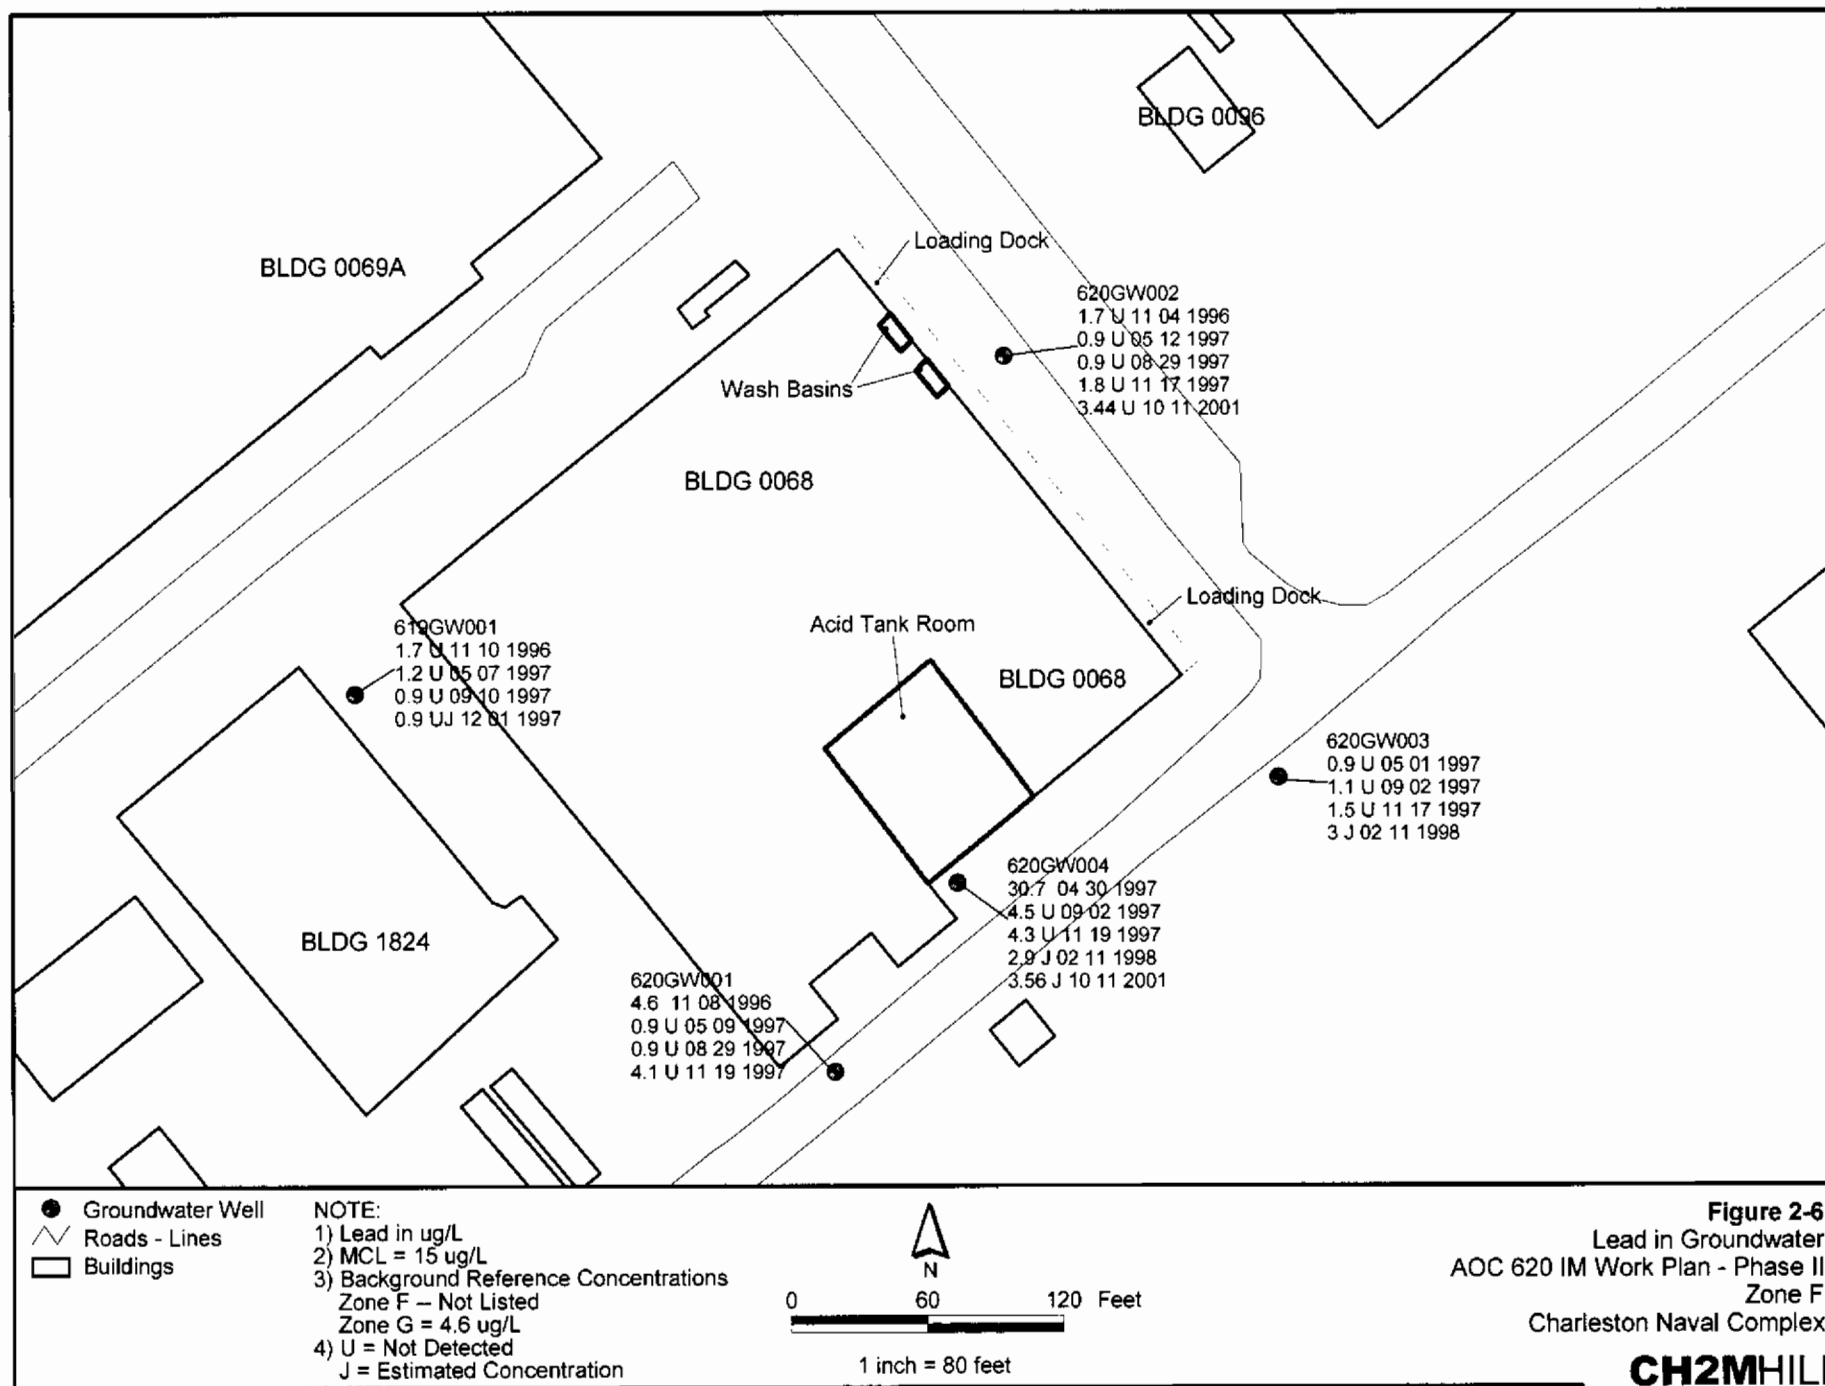 BLDG 0096
Loading Dock
BLDG 0069A
620GW002
1.7 U 11 04 1996
0.9 U 05 12 1997
0.9 U 08 29 1997
1.8 U 11 17 1997
3.44 U 10 11 2001
Wash Basins
BLDG 0068
Loading Dock
Acid Tank Room
619GW001
1.7 U 11 10 1996
1.2 U 05 07 1997
0.9 U 09 10 1997
0.9 UJ 12 01 1997
BLDG 0068
620GW003
0.9 U 05 01 1997
1.1 U 09 02 1997
1.5 U 11 17 1997
3 J 02 11 1998
620GW004
30.7 04 30 1997
4.5 U 09 02 1997
4.3 U 11 19 1997
2.9 J 02 11 1998
3.56 J 10 11 2001
BLDG 1824
620GW001
4.6 11 08 1996
0.9 U 05 09 1997
0.9 U 08 29 1997
4.1 U 11 19 1997
Groundwater Well
Roads - Lines
Buildings
NOTE:
1) Lead in ug/L
2) MCL = 15 ug/L
3) Background Reference Concentrations
Zone F – Not Listed
Zone G = 4.6 ug/L
4) U = Not Detected
J = Estimated Concentration
N
0 60 120 Feet
1 inch = 80 feet
Figure 2-6
Lead in Groundwater
AOC 620 IM Work Plan - Phase II
Zone F
Charleston Naval Complex
CH2MHILL